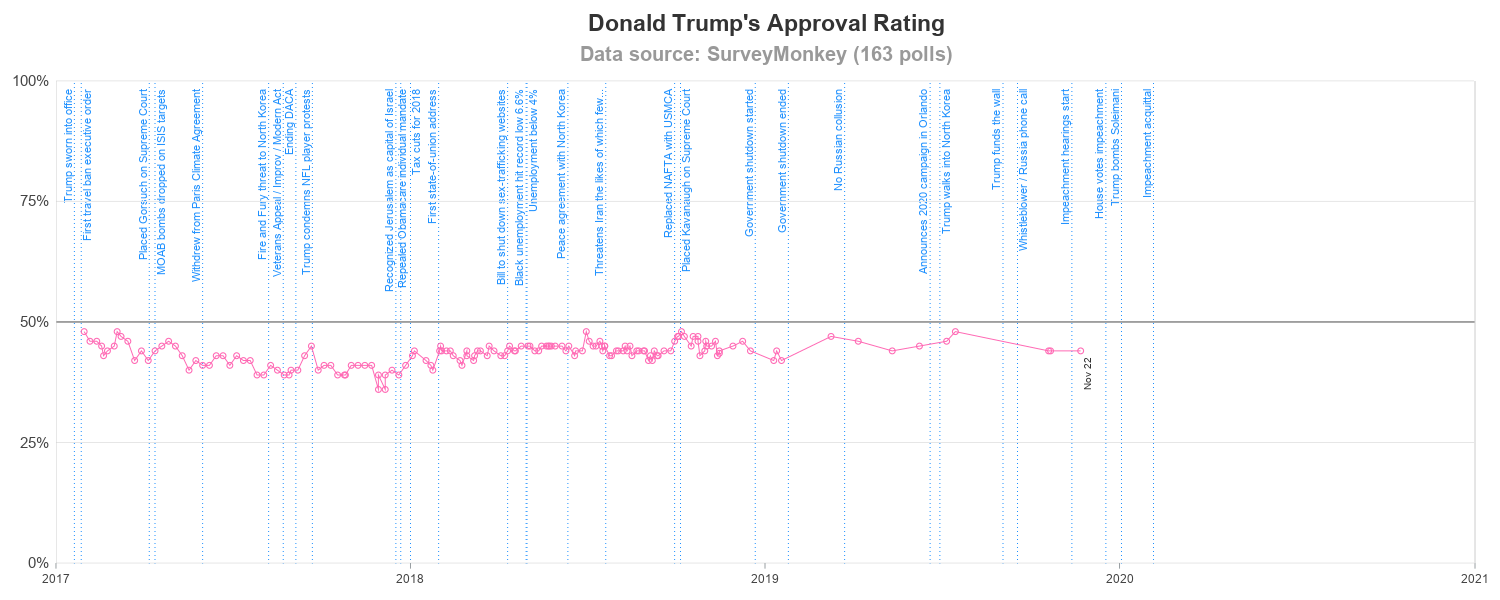 Donald Trump's Approval Rating
Data source: SurveyMonkey (163 polls)
100%
75%
50%
25%
0%
Trump sworn into office
First travel ban executive order
Placed Gorsuch on Supreme Court
MOAB bombs dropped on ISIS targets
Withdrew from Paris Climate Agreement
Fire and Fury threat to North Korea
Veterans Appeal / Improv / Modern Act
Ending DACA
Trump condemns NFL player protests
Recognized Jerusalem as capital of Israel
Repealed Obamacare individual mandate
Tax cuts for 2018
First state-of-union address
Bill to shut down sex-trafficking websites
Black unemployment hit record low 6.6%
Unemployment below 4%
Peace agreement with North Korea
Threatens Iran the likes of which few...
Replaced NAFTA with USMCA
Placed Kavanaugh on Supreme Court
Government shutdown started
Government shutdown ended
No Russian collusion
Announces 2020 campaign in Orlando
Trump walks into North Korea
Trump funds the wall
Whistleblower / Russia phone call
Impeachment hearings start
House votes impeachment
Trump bombs Soleimani
Impeachment acquittal
Nov 22
2017
2018
2019
2020
2021